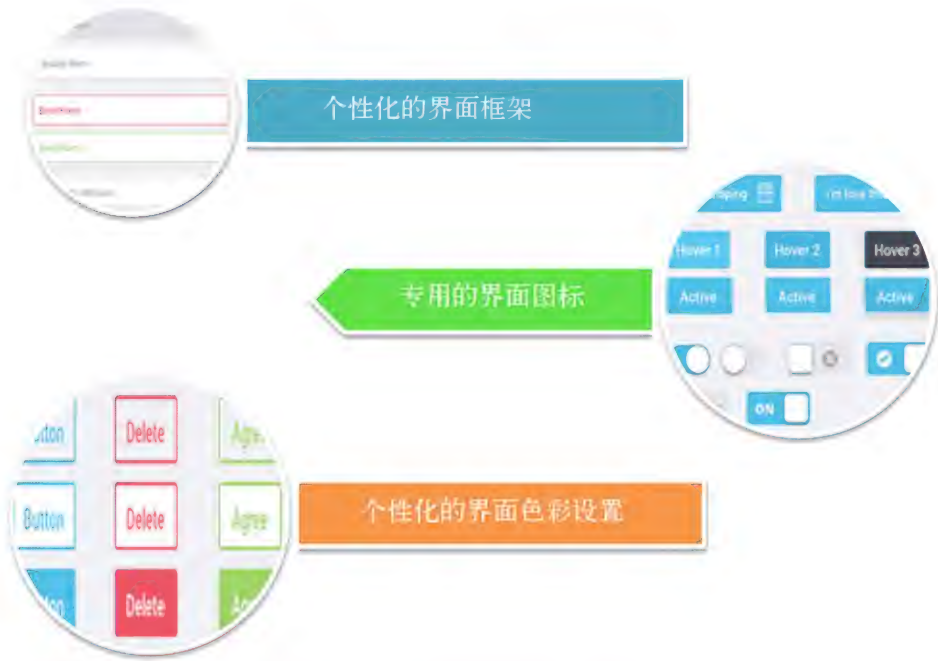 个性化的界面框架
Hover 1
Hover 2
Hover 3
专用的界面图标
Active
Active
Active
ON
Delete
Button
Delete
Agree
个性化的界面色彩设置
Delete